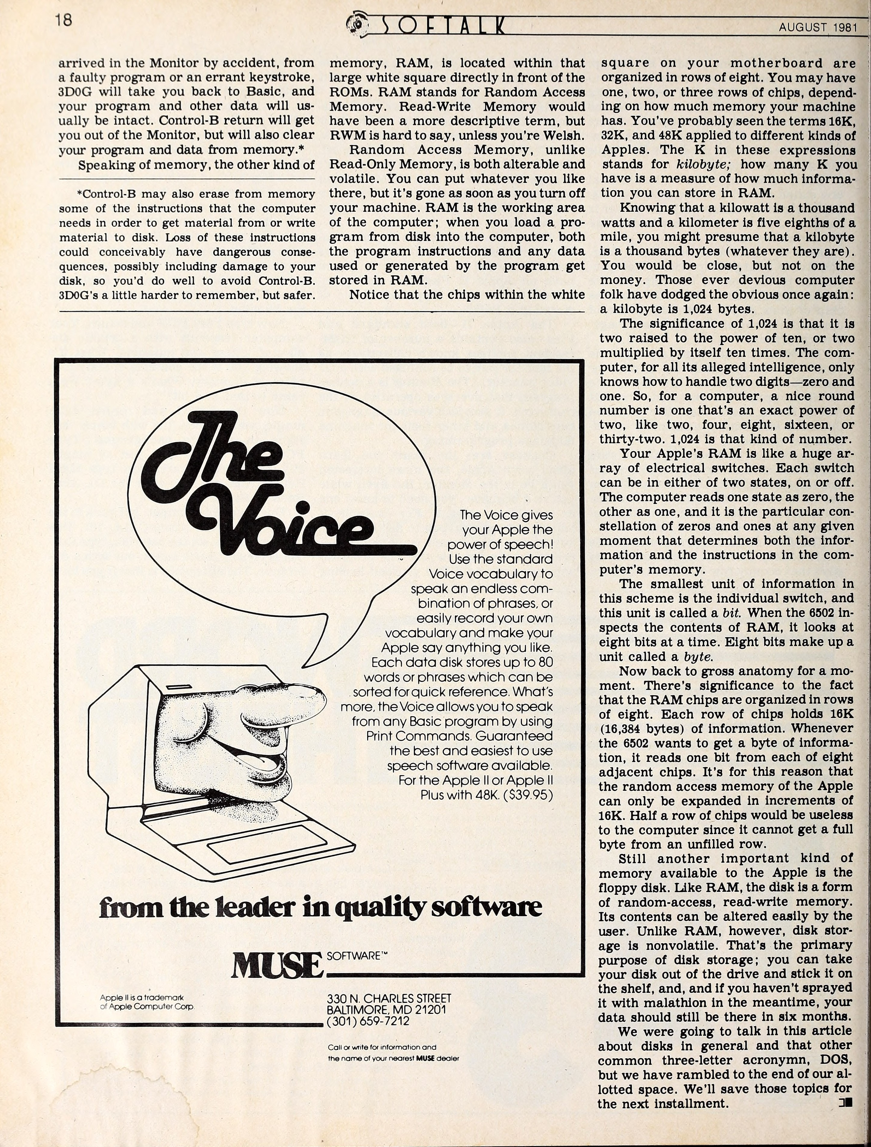 18
SOFTALK
AUGUST 1981
arrived in the Monitor by accident, from
a faulty program or an errant keystroke,
3D0G will take you back to Basic, and
your program and other data will us-
ually be intact. Control-B return will get
you out of the Monitor, but will also clear
your program and data from memory.*
Speaking of memory, the other kind of
*Control-B may also erase from memory
some of the instructions that the computer
needs in order to get material from or write
material to disk. Loss of these instructions
could conceivably have dangerous conse-
quences, possibly including damage to your
disk, so you'd do well to avoid Control-B.
3D0G's a little harder to remember, but safer.
memory, RAM, is located within that
large white square directly in front of the
ROMs. RAM stands for Random Access
Memory. Read-Write Memory would
have been a more descriptive term, but
RWM is hard to say, unless you're Welsh.
Random Access Memory, unlike
Read-Only Memory, is both alterable and
volatile. You can put whatever you like
there, but it's gone as soon as you turn off
your machine. RAM is the working area
of the computer; when you load a pro-
gram from disk into the computer, both
the program instructions and any data
used or generated by the program get
stored in RAM.
Notice that the chips within the white
square on your motherboard are
organized in rows of eight. You may have
one, two, or three rows of chips, depend-
ing on how much memory your machine
has. You've probably seen the terms 16K,
32K, and 48K applied to different kinds of
Apples. The K in these expressions
stands for kilobyte; how many K you
have is a measure of how much informa-
tion you can store in RAM.
Knowing that a kilowatt is a thousand
watts and a kilometer is five eighths of a
mile, you might presume that a kilobyte
is a thousand bytes (whatever they are).
You would be close, but not on the
money. Those ever devious computer
folk have dodged the obvious once again:
a kilobyte is 1,024 bytes.
The significance of 1,024 is that it is
two raised to the power of ten, or two
multiplied by itself ten times. The com-
puter, for all its alleged intelligence, only
knows how to handle two digits—zero and
one. So, for a computer, a nice round
number is one that's an exact power of
two, like two, four, eight, sixteen, or
thirty-two. 1,024 is that kind of number.
Your Apple's RAM is like a huge ar-
ray of electrical switches. Each switch
can be in either of two states, on or off.
The computer reads one state as zero, the
other as one, and it is the particular con-
stellation of zeros and ones at any given
moment that determines both the infor-
mation and the instructions in the com-
puter's memory.
The smallest unit of information in
this scheme is the individual switch, and
this unit is called a bit. When the 6502 in-
spects the contents of RAM, it looks at
eight bits at a time. Eight bits make up a
unit called a byte.
Now back to gross anatomy for a mo-
ment. There's significance to the fact
that the RAM chips are organized in rows
of eight. Each row of chips holds 16K
(16,384 bytes) of information. Whenever
the 6502 wants to get a byte of informa-
tion, it reads one bit from each of eight
adjacent chips. It's for this reason that
the random access memory of the Apple
can only be expanded in increments of
16K. Half a row of chips would be useless
to the computer since it cannot get a full
byte from an unfilled row.
Still another important kind of
memory available to the Apple is the
floppy disk. Like RAM, the disk is a form
of random-access, read-write memory.
Its contents can be altered easily by the
user. Unlike RAM, however, disk stor-
age is nonvolatile. That's the primary
purpose of disk storage; you can take
your disk out of the drive and stick it on
the shelf, and, and if you haven't sprayed
it with malathion in the meantime, your
data should still be there in six months.
We were going to talk in this article
about disks in general and that other
common three-letter acronymn, DOS,
but we have rambled to the end of our al-
lotted space. We'll save those topics for
the next installment.
The
Voice
The Voice gives
your Apple the
power of speech!
Use the standard
Voice vocabulary to
speak an endless com-
bination of phrases, or
easily record your own
vocabulary and make your
Apple say anything you like.
Each data disk stores up to 80
words or phrases which can be
sorted for quick reference. What's
more, the Voice allows you to speak
from any Basic program by using
Print Commands. Guaranteed
the best and easiest to use
speech software available.
For the Apple II or Apple II
Plus with 48K. ($39.95)
from the leader in quality software
MUSE SOFTWARE™
Apple II is a trademark
of Apple Computer Corp.
330 N. CHARLES STREET
BALTIMORE, MD 21201
(301) 659-7212
Call or write for information and
the name of your nearest MUSE dealer